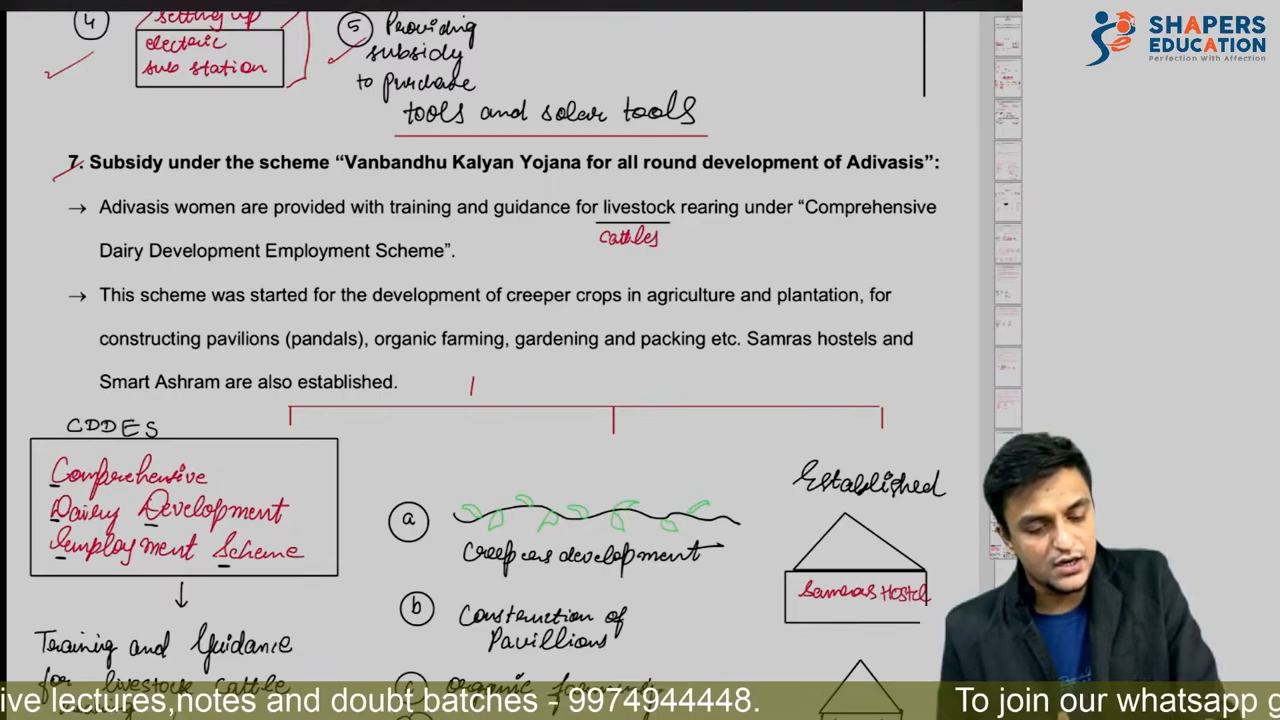 4
setting up
electric
sub station
5
Providing
subsidy
to purchase
tools and solar tools
SHAPERS
EDUCATION
Perfection With Affection
7. Subsidy under the scheme “Vanbandhu Kalyan Yojana for all round development of Adivasis”:
→ Adivasis women are provided with training and guidance for livestock rearing under “Comprehensive
cattles
Dairy Development Employment Scheme”.
→ This scheme was started for the development of creeper crops in agriculture and plantation, for
constructing pavilions (pandals), organic farming, gardening and packing etc. Samras hostels and
Smart Ashram are also established.
CDDES
Comprehensive
Dairy Development
Employment Scheme
Training and Guidance
for livestock cattle
a
Creepers development
b
Construction of
Pavillions
c organic farming
Established
Samras Hostel
ive lectures,notes and doubt batches - 9974944448.
To join our whatsapp g